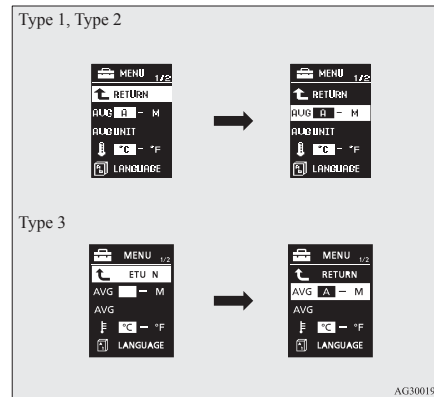 Type 1, Type 2
MENU 1/2
RETURN
AVG A - M
AVG UNIT
°C - °F
LANGUAGE
MENU 1/2
RETURN
AVG A - M
AVG UNIT
°C - °F
LANGUAGE
Type 3
MENU 1/2
ETU N
AVG - M
AVG
°C - °F
LANGUAGE
MENU 1/2
RETURN
AVG A - M
AVG
°C - °F
LANGUAGE
AG30019